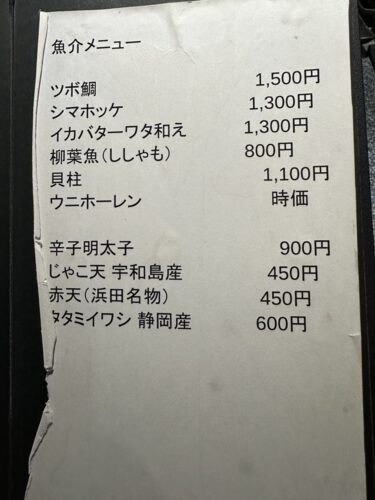 魚介メニュー
ツボ鯛 1,500円
シマホッケ 1,300円
イカバターワタ和え 1,300円
柳葉魚(ししゃも) 800円
貝柱 1,100円
ウニホーレン 時価
辛子明太子 900円
じゃこ天 宇和島産 450円
赤天(浜田名物) 450円
タタミイワシ 静岡産 600円